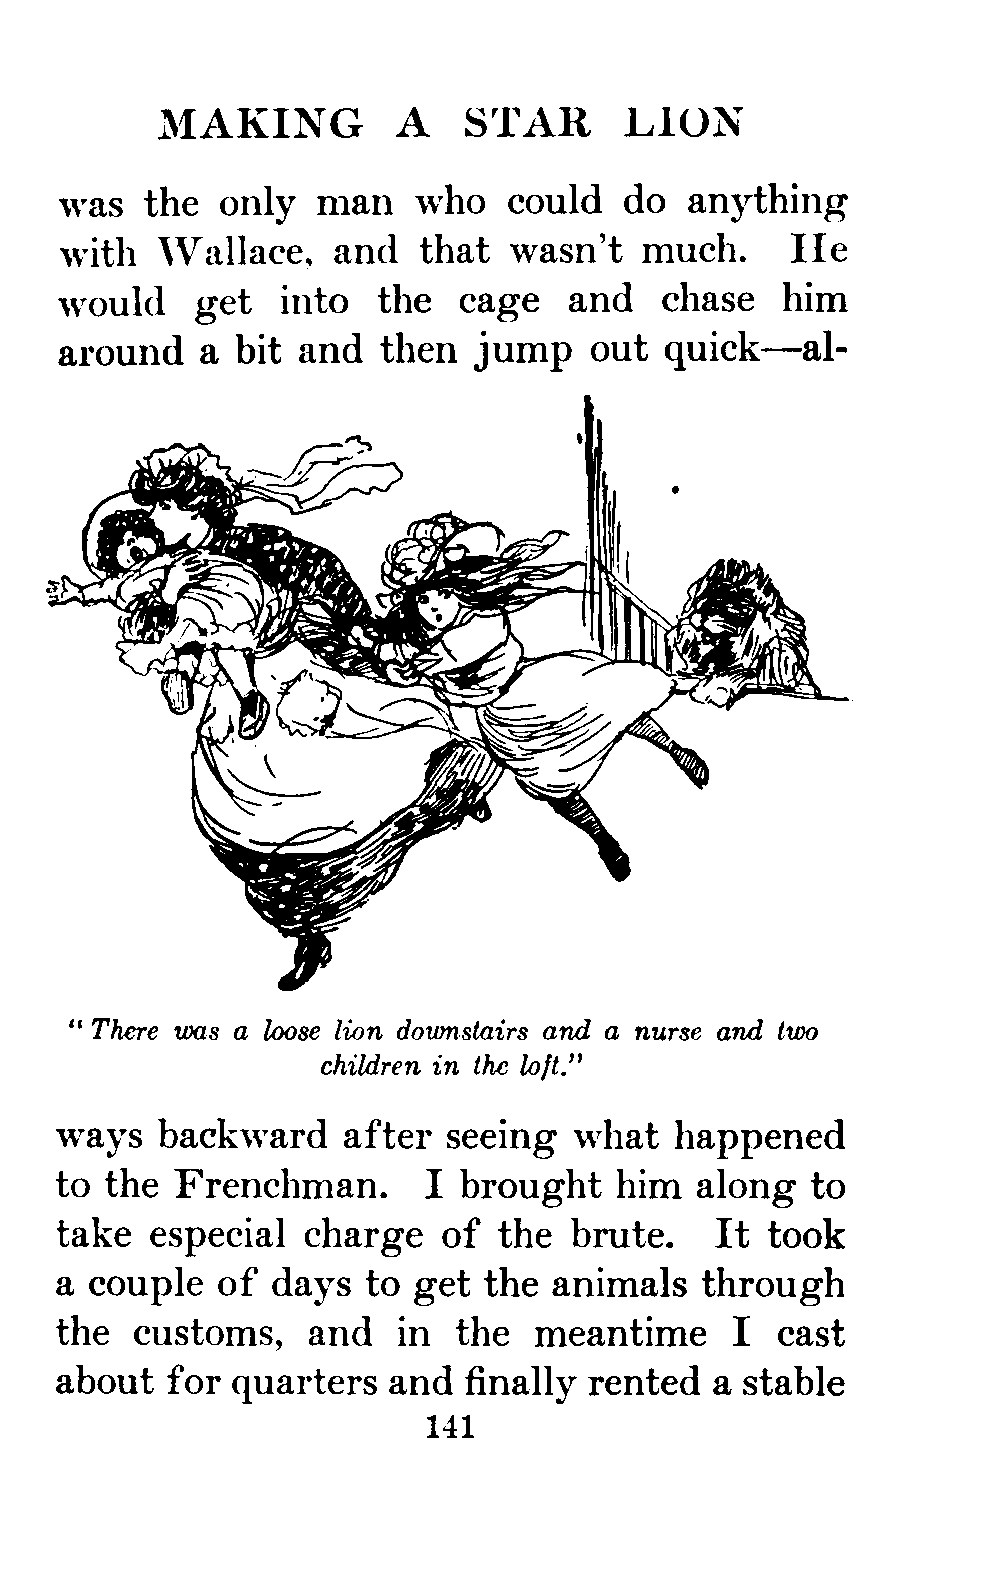 MAKING A STAR LION
was the only man who could do anything
with Wallace, and that wasn't much. He
would get into the cage and chase him
around a bit and then jump out quick—al-
"There was a loose lion downstairs and a nurse and two
children in the loft."
ways backward after seeing what happened
to the Frenchman. I brought him along to
take especial charge of the brute. It took
a couple of days to get the animals through
the customs, and in the meantime I cast
about for quarters and finally rented a stable
141